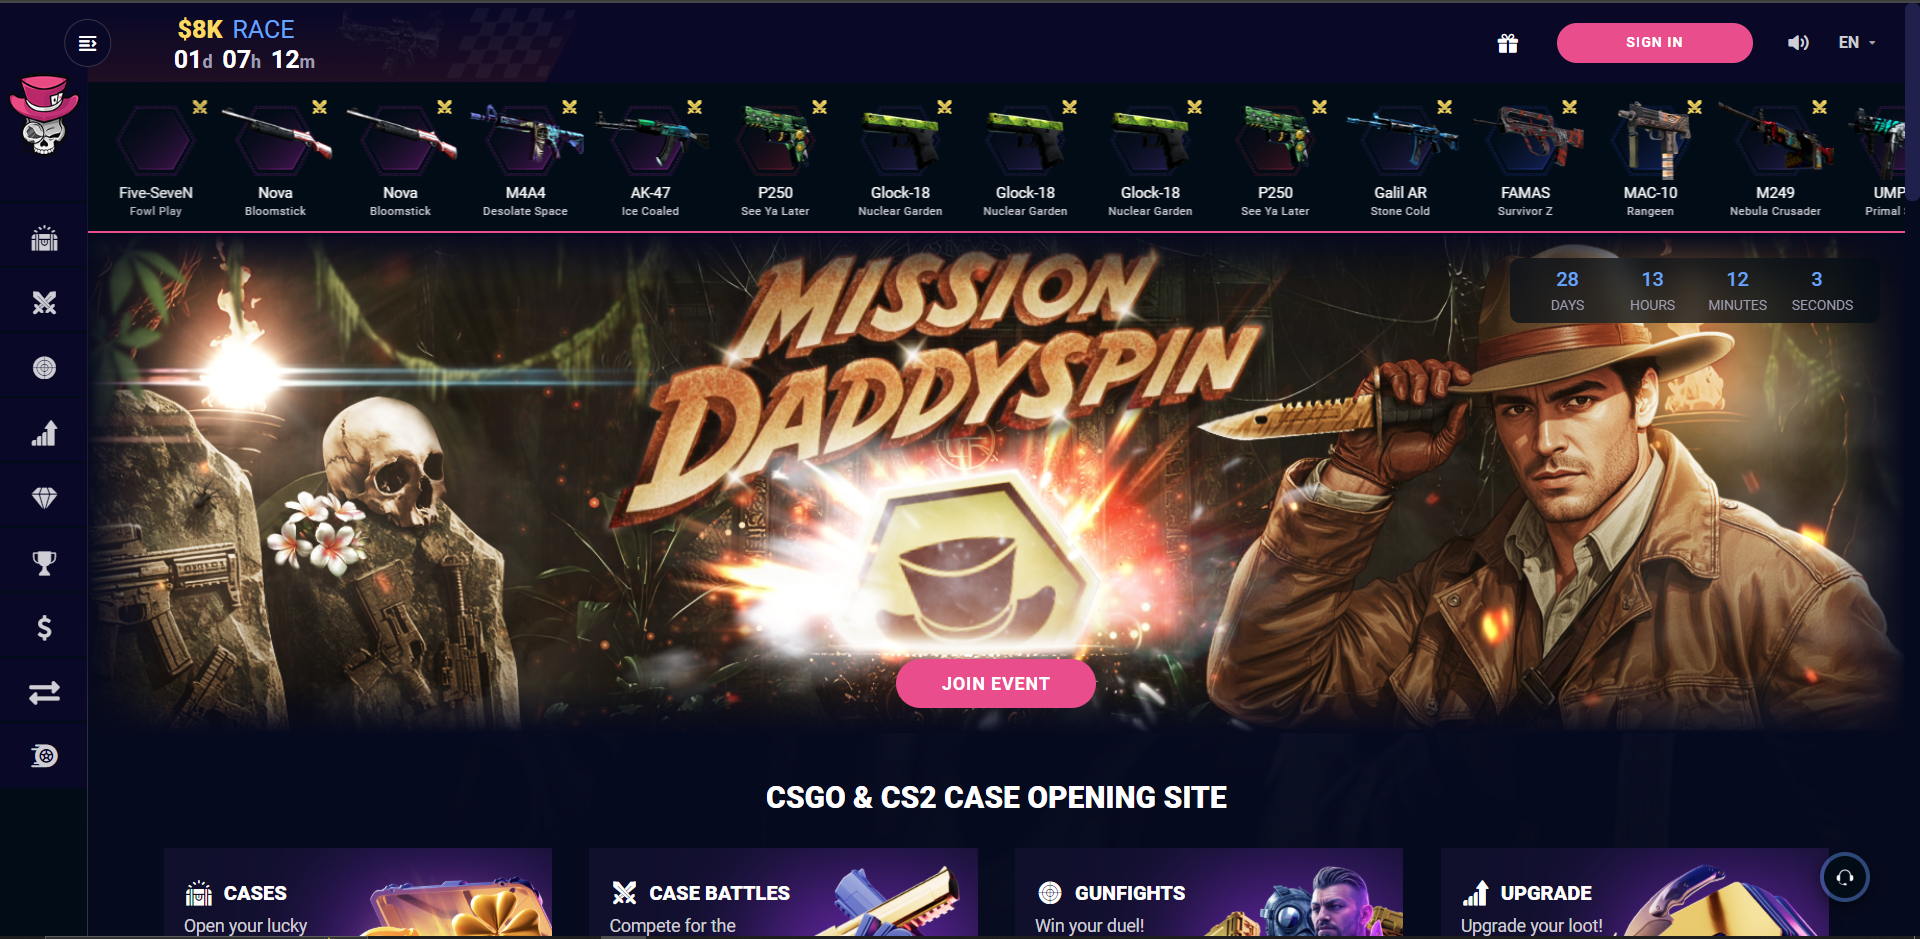 $8K RACE
01d 07h 12m
SIGN IN
EN
Five-SeveN
Fowl Play
Nova
Bloomstick
Nova
Bloomstick
M4A4
Desolate Space
AK-47
Ice Coaled
P250
See Ya Later
Glock-18
Nuclear Garden
Glock-18
Nuclear Garden
Glock-18
Nuclear Garden
P250
See Ya Later
Galil AR
Stone Cold
FAMAS
Survivor Z
MAC-10
Rangeen
M249
Nebula Crusader
UMP
Primal
MISSION
DADDYSPIN
28 DAYS
13 HOURS
12 MINUTES
3 SECONDS
JOIN EVENT
CSGO & CS2 CASE OPENING SITE
CASES
Open your lucky
CASE BATTLES
Compete for the
GUNFIGHTS
Win your duel!
UPGRADE
Upgrade your loot!